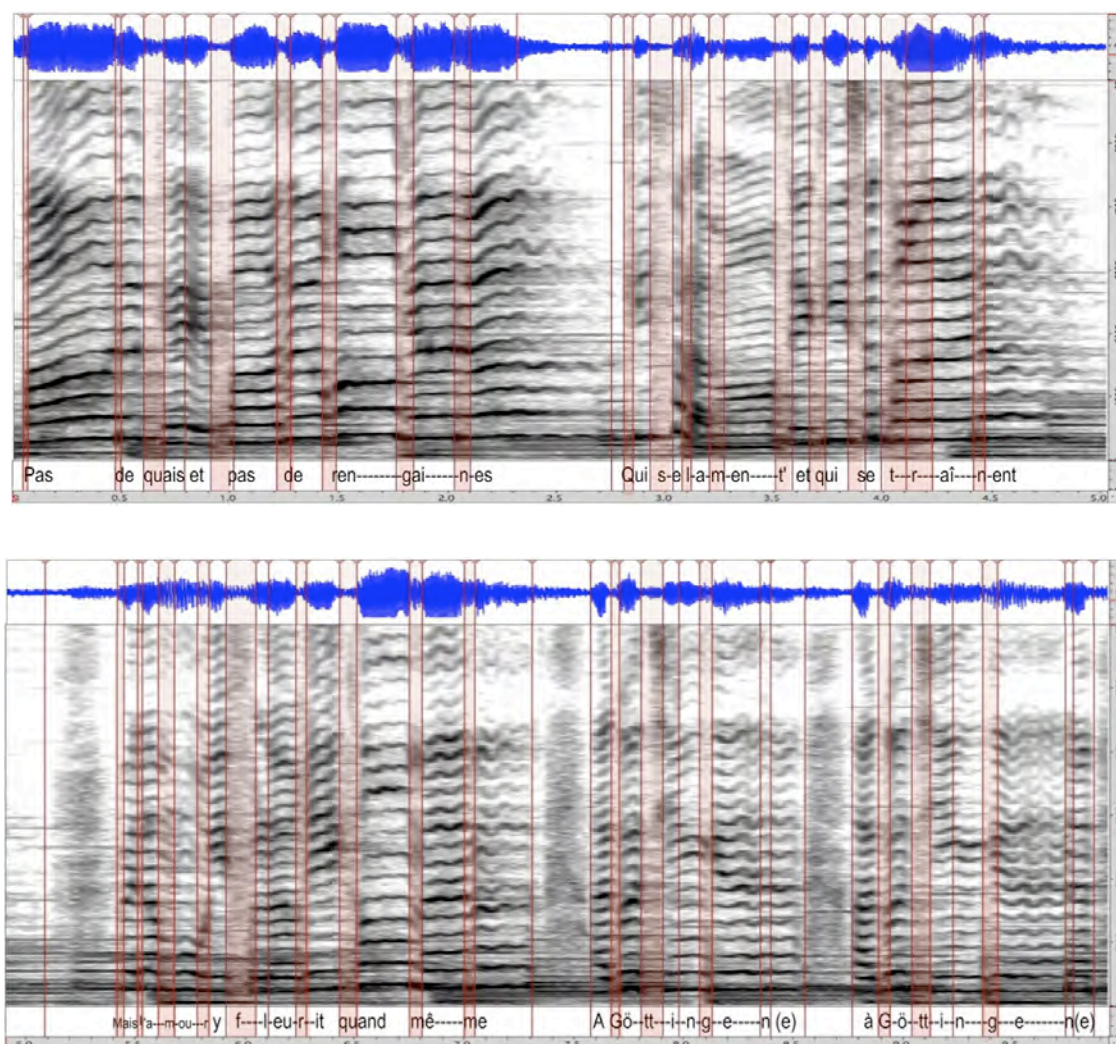 Pas de quais et pas de ren--------gai------n-es Qui s-e l-a-m-en----t' et qui se t---r----aî----n-ent
0.5 1.0 1.5 2.0 2.5 3.0 3.5 4.0 4.5 5.0
Mais l'a---m-ou---r y f----l-eu-r--it quand mê-----me A Gö--tt---i--n-g--e----n (e) à G-ö--tt--i--n----g---e-------n(e)